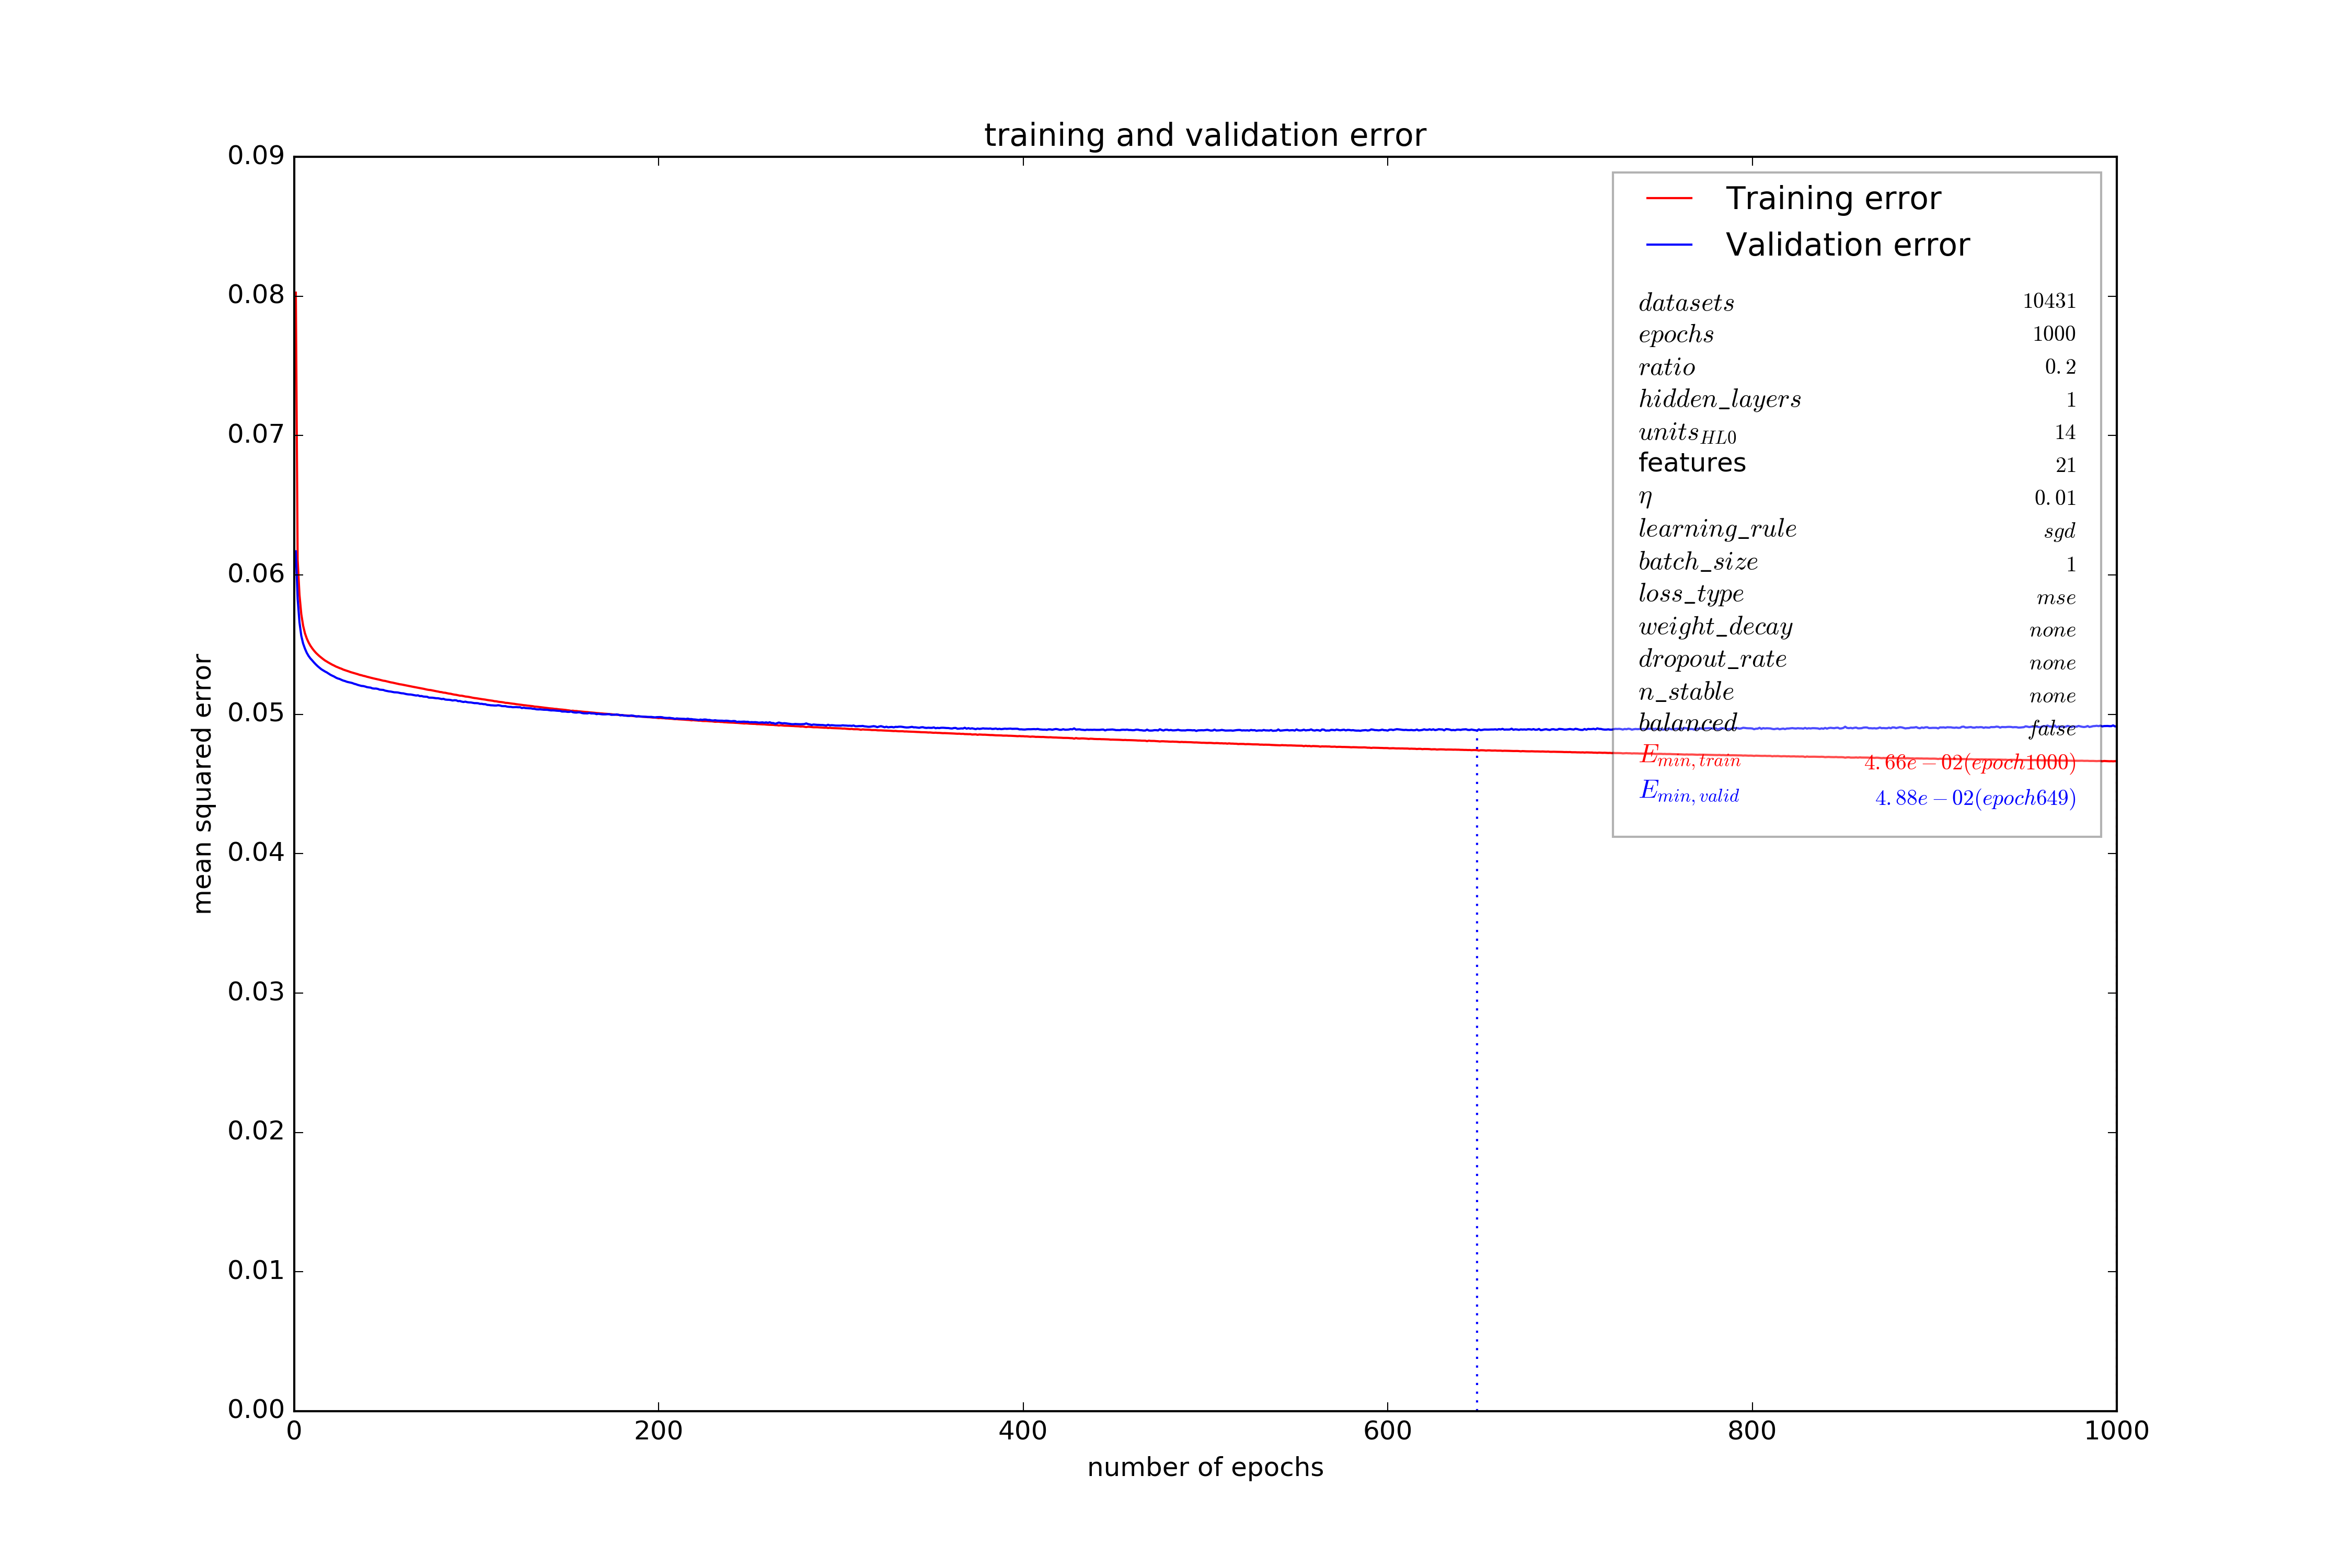 training and validation error
Training error
Validation error
datasets 10431
epochs 1000
ratio 0.2
hidden_layers 1
units_HL0 14
features 21
η 0.01
learning_rule sgd
batch_size 1
loss_type mse
weight_decay none
dropout_rate none
n_stable none
balanced false
E_min,train 4.66e−02(epoch1000)
E_min,valid 4.88e−02(epoch649)
mean squared error
0.09
0.08
0.07
0.06
0.05
0.04
0.03
0.02
0.01
0.00
0 200 400 600 800 1000
number of epochs